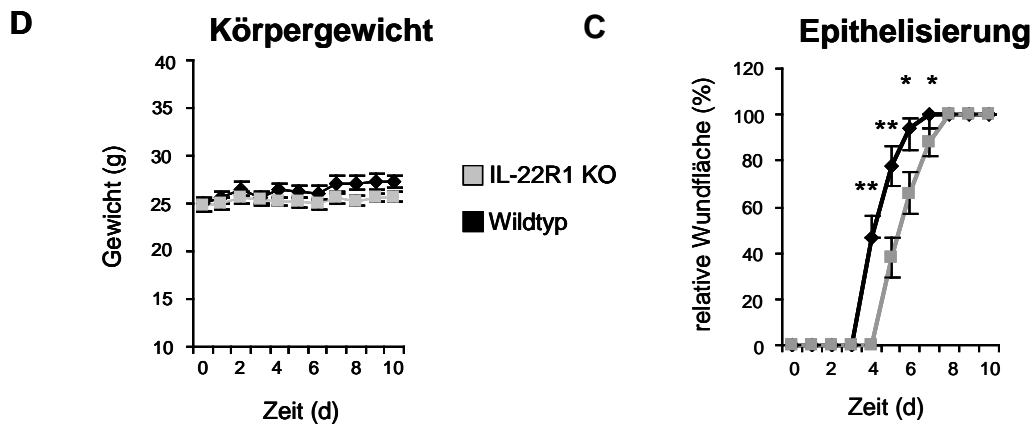 D
Körpergewicht
40
35
30
25
20
15
10
Gewicht (g)
0 2 4 6 8 10
Zeit (d)
IL-22R1 KO
Wildtyp
C
Epithelisierung
120
100
80
60
40
20
0
relative Wundfläche (%)
** ** * *
0 2 4 6 8 10
Zeit (d)